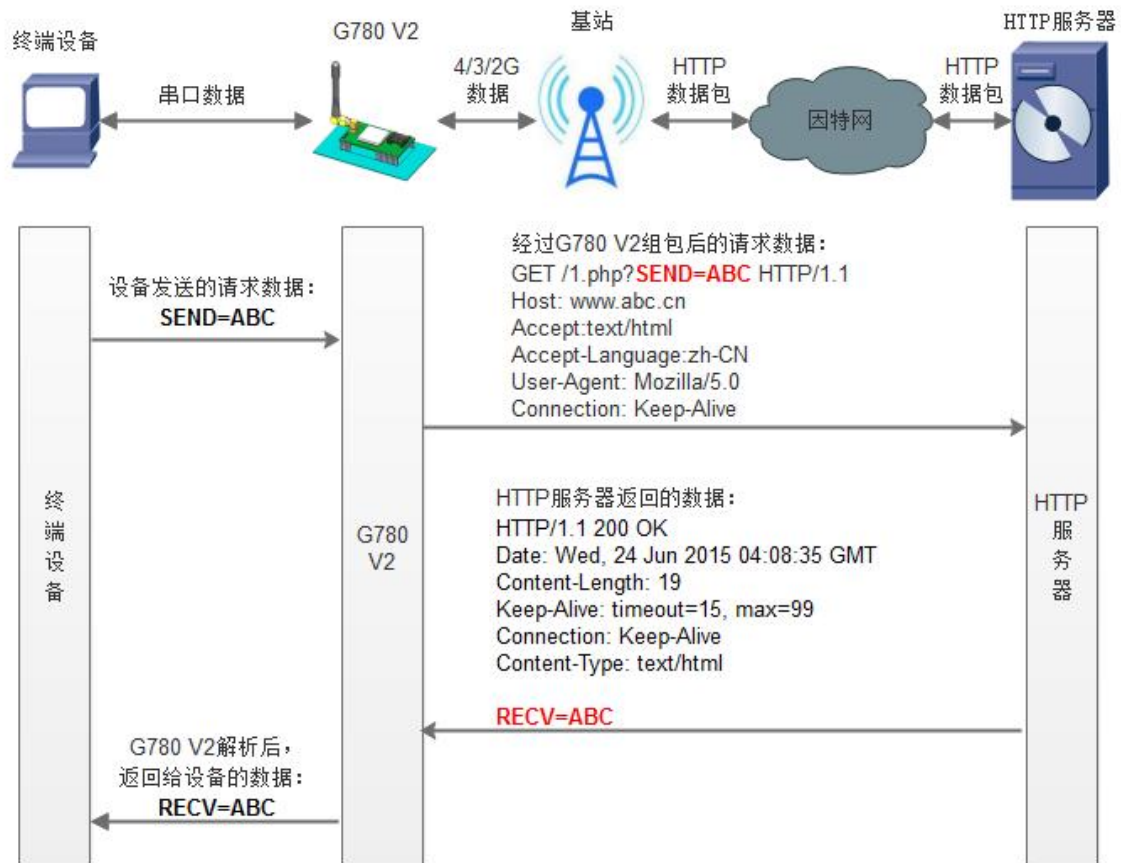 终端设备
G780 V2
基站
HTTP服务器
串口数据
4/3/2G
数据
HTTP
数据包
因特网
HTTP
数据包
经过G780 V2组包后的请求数据：
GET /1.php?SEND=ABC HTTP/1.1
Host: www.abc.cn
Accept:text/html
Accept-Language:zh-CN
User-Agent: Mozilla/5.0
Connection: Keep-Alive
设备发送的请求数据：
SEND=ABC
终
端
设
备
G780
V2
HTTP
服
务
器
HTTP服务器返回的数据：
HTTP/1.1 200 OK
Date: Wed, 24 Jun 2015 04:08:35 GMT
Content-Length: 19
Keep-Alive: timeout=15, max=99
Connection: Keep-Alive
Content-Type: text/html
RECV=ABC
G780 V2解析后，
返回给设备的数据：
RECV=ABC